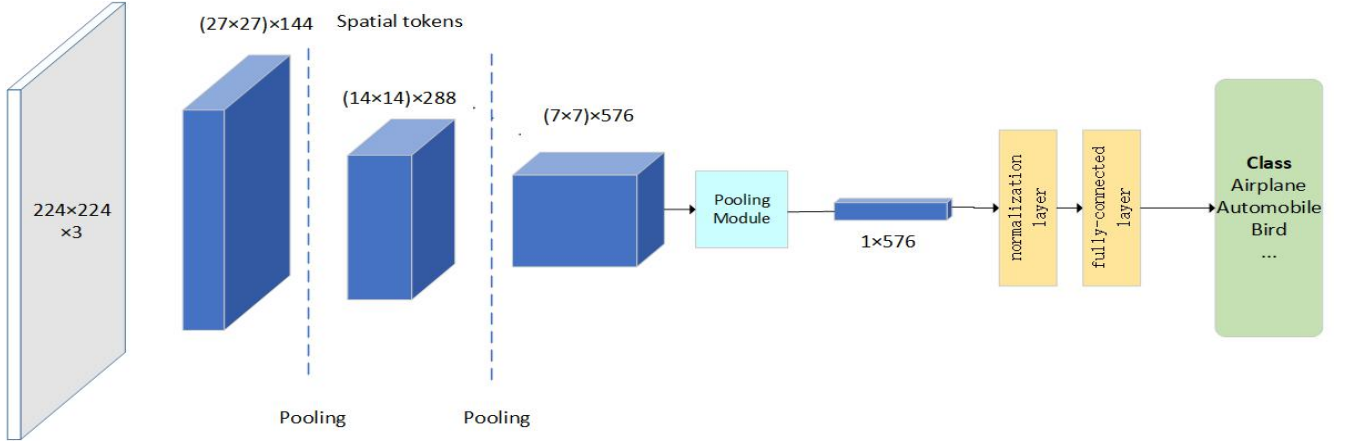 (27×27)×144
Spatial tokens
(14×14)×288
(7×7)×576
224×224
×3
Pooling
Module
1×576
normalization
layer
fully-connected
layer
Class
Airplane
Automobile
Bird
...
Pooling
Pooling